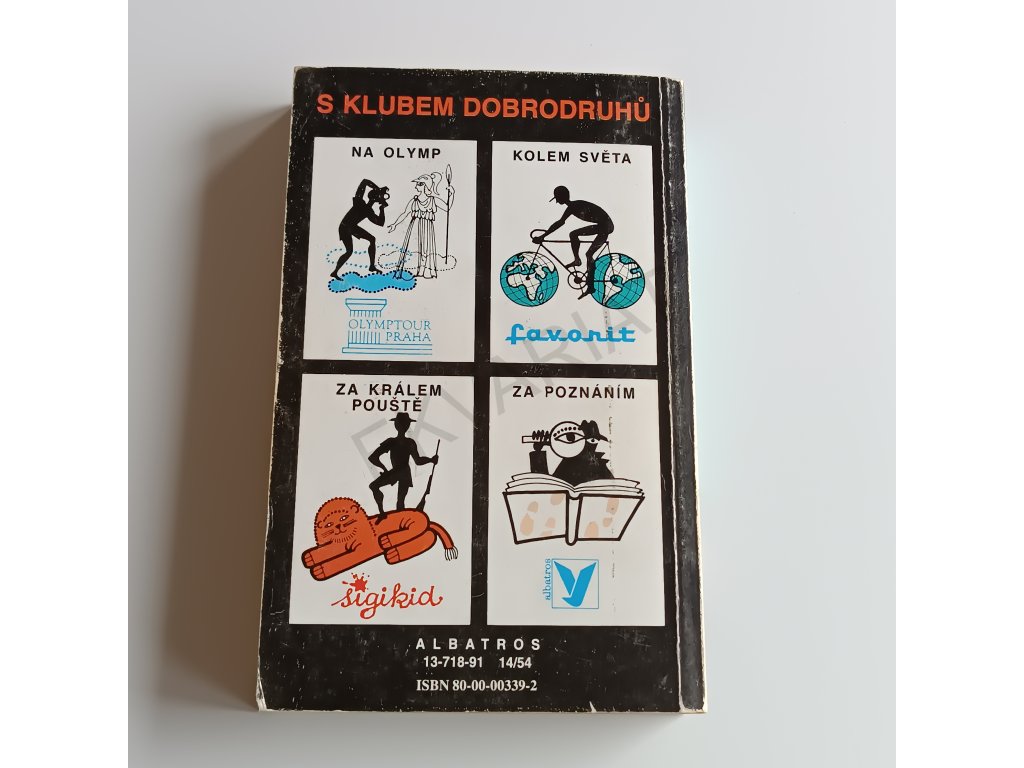 S KLUBEM DOBRODRUHŮ
NA OLYMP
OLYMPTOUR
PRAHA
KOLEM SVĚTA
favorit
ZA KRÁLEM
POUŠTĚ
sigikid
ZA POZNÁNÍM
albatros
ALBATROS
13-718-91 14/54
ISBN 80-00-00339-2